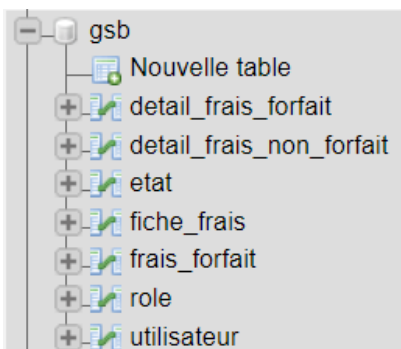 gsb
Nouvelle table
detail_frais_forfait
detail_frais_non_forfait
etat
fiche_frais
frais_forfait
role
utilisateur